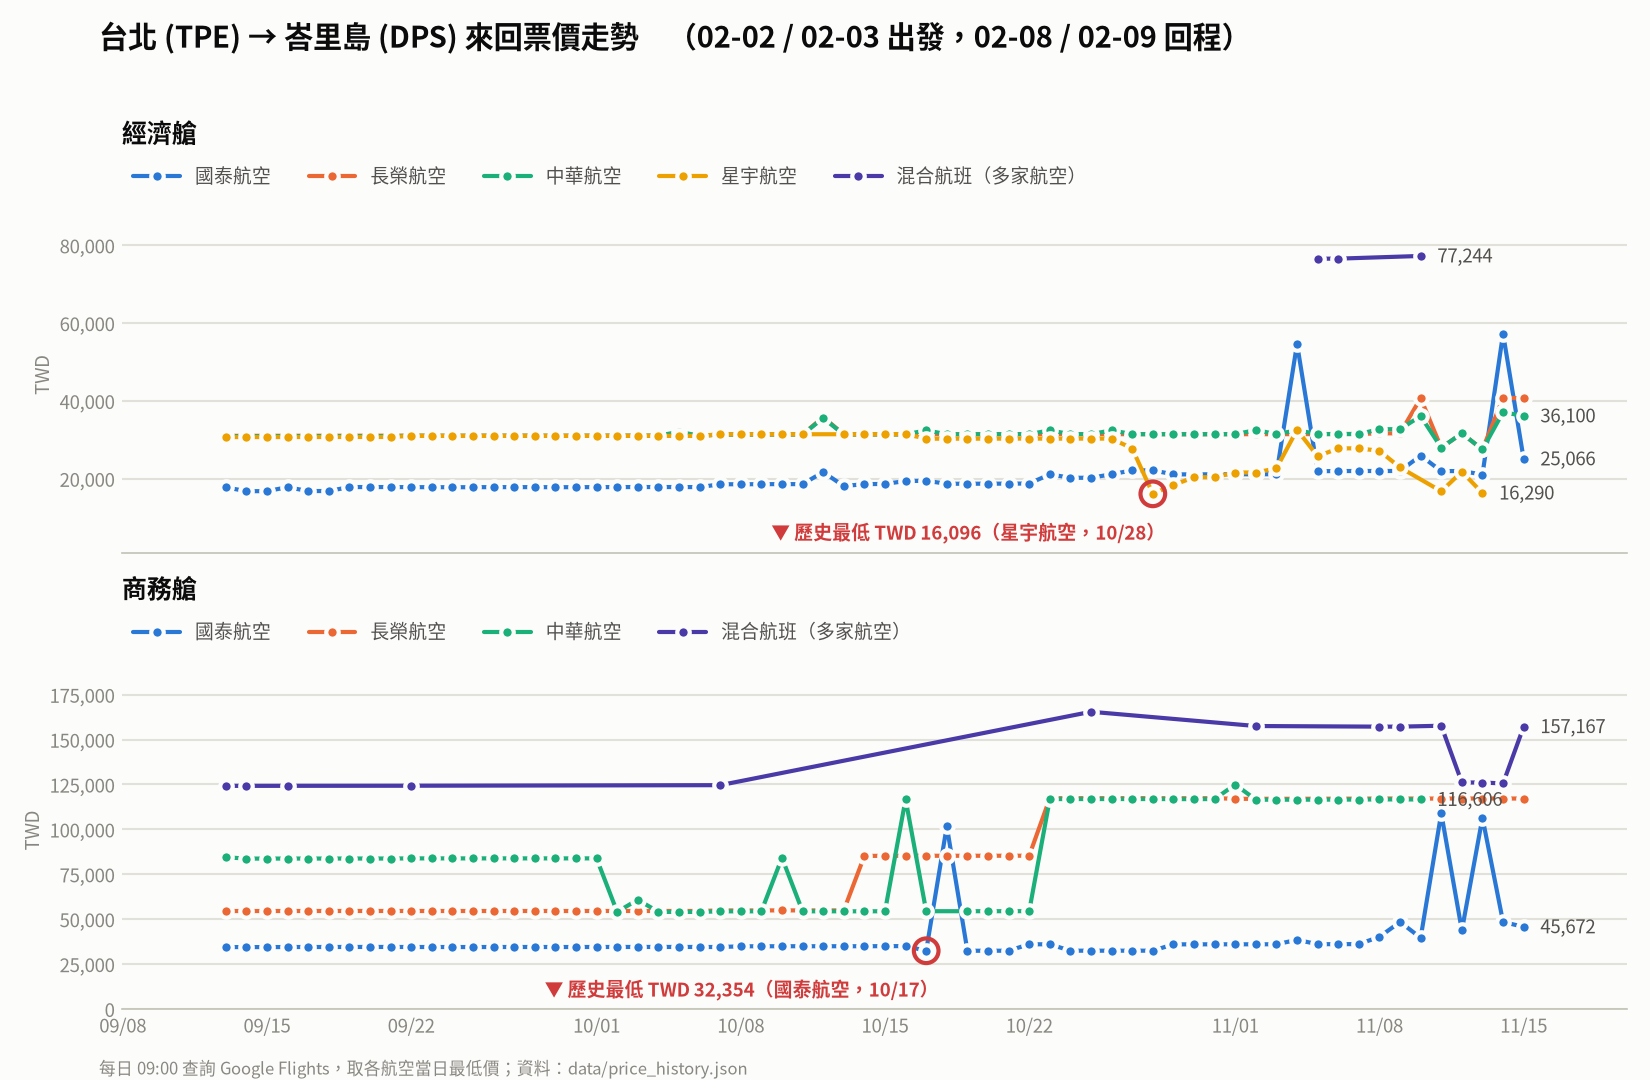 台北 (TPE) → 峇里島 (DPS) 來回票價走勢　（02-02 / 02-03 出發，02-08 / 02-09 回程）
經濟艙
國泰航空 長榮航空 中華航空 星宇航空 混合航班（多家航空）
80,000
77,244
60,000
TWD
40,000
36,100
25,066
20,000
16,290
▼ 歷史最低 TWD 16,096（星宇航空，10/28）
商務艙
國泰航空 長榮航空 中華航空 混合航班（多家航空）
175,000
157,167
150,000
125,000
116,606
TWD
100,000
75,000
50,000
45,672
25,000
▼ 歷史最低 TWD 32,354（國泰航空，10/17）
0
09/08 09/15 09/22 10/01 10/08 10/15 10/22 11/01 11/08 11/15
每日 09:00 查詢 Google Flights，取各航空當日最低價；資料：data/price_history.json